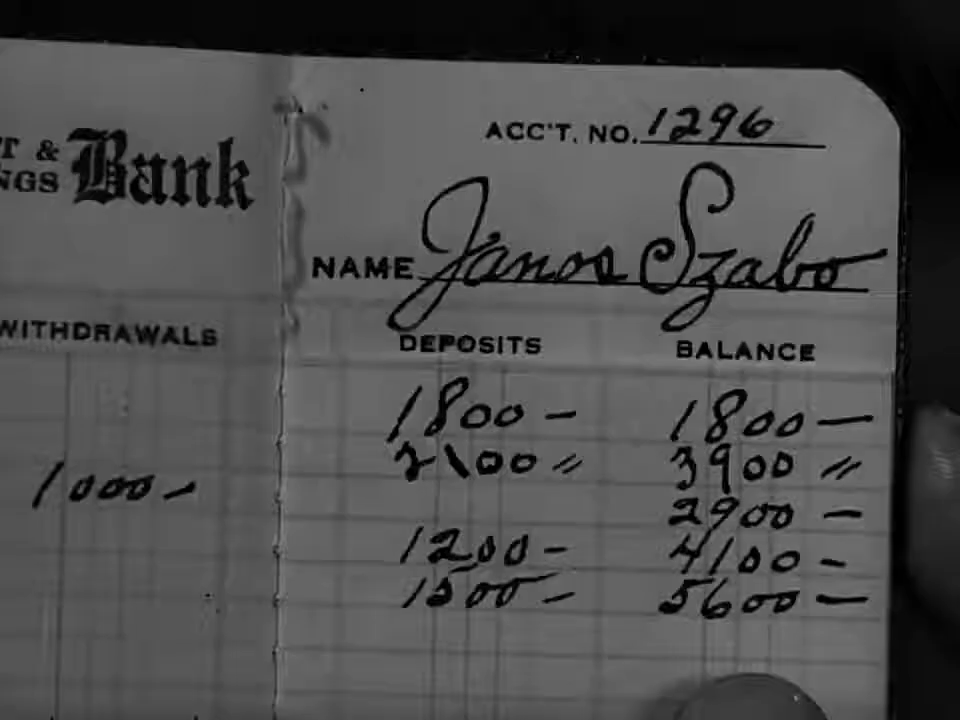 T &
NGS Bank
WITHDRAWALS
1000 -
ACC'T. NO. 1296
NAME Janos Szabo
DEPOSITS BALANCE
1800 - 1800 -
2100 " 3900 "
2900 -
1200 - 4100 -
1500 - 5600 -